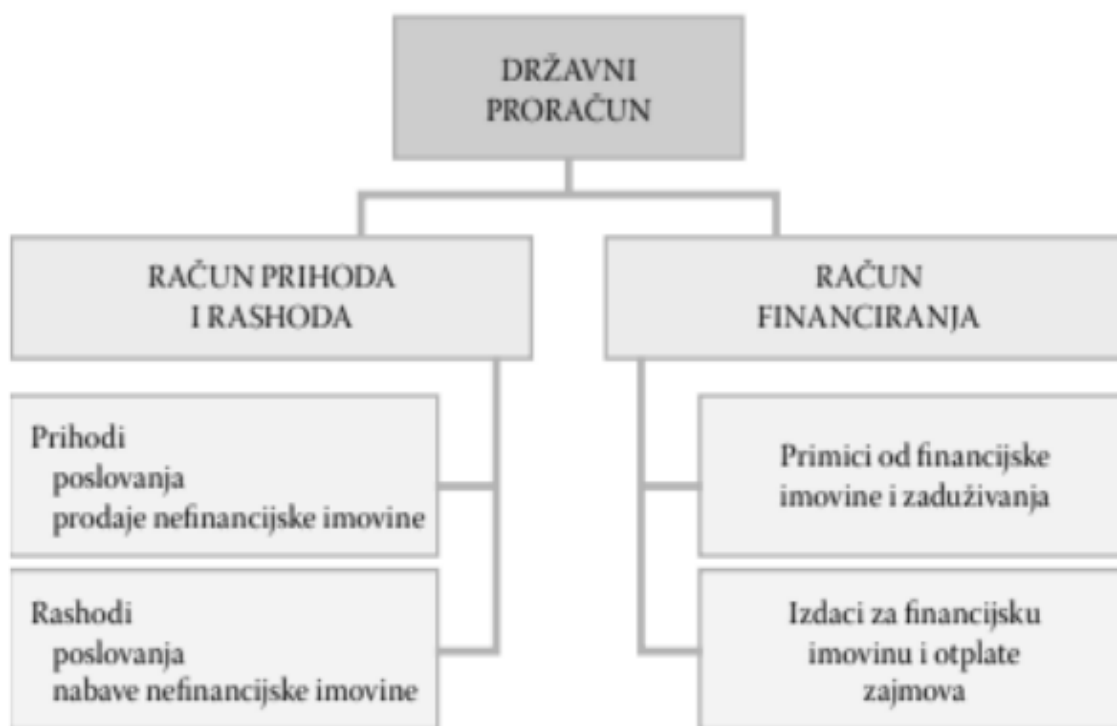 DRŽAVNI
PRORAČUN
RAČUN PRIHODA
I RASHODA
RAČUN
FINANCIRANJA
Prihodi
poslovanja
prodaje nefinancijske imovine
Rashodi
poslovanja
nabave nefinancijske imovine
Primici od financijske
imovine i zaduživanja
Izdaci za financijsku
imovinu i otplate
zajmova